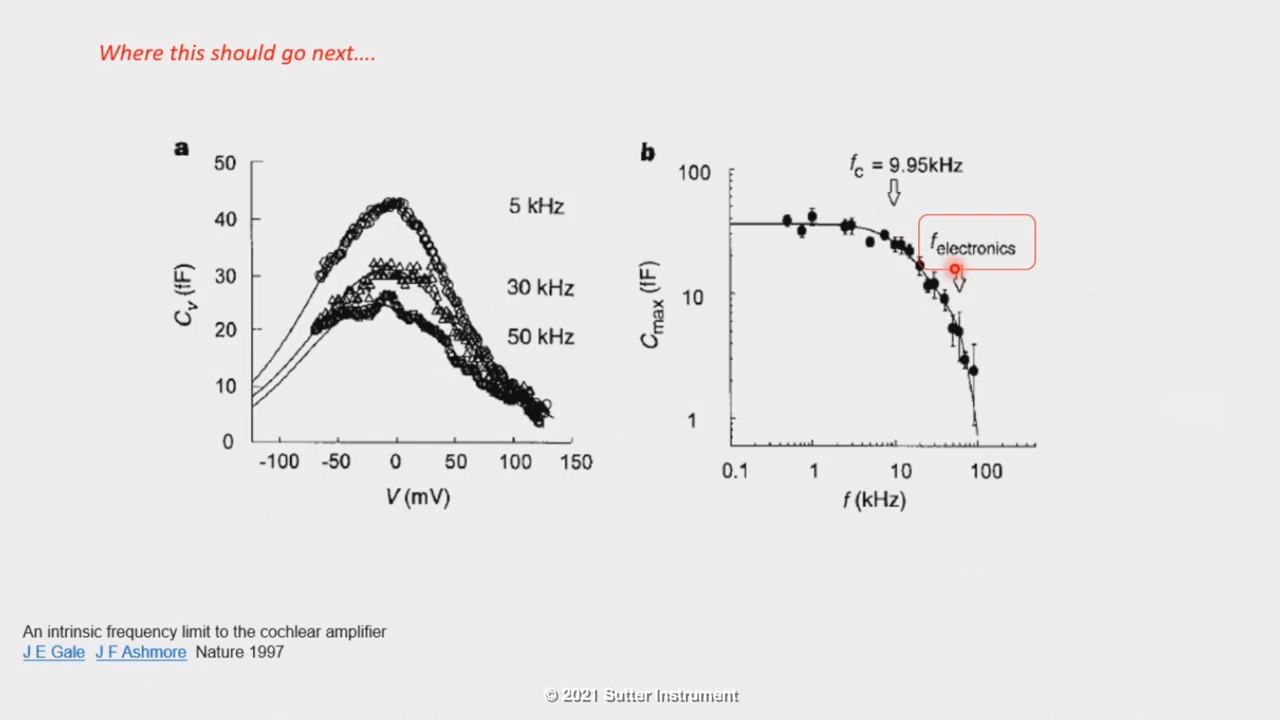 Where this should go next....
a
50
40
30
20
10
0
C_v (fF)
5 kHz
30 kHz
50 kHz
-100 -50 0 50 100 150
V (mV)
b
100
10
1
C_max (fF)
f_c = 9.95kHz
f_electronics
0.1 1 10 100
f (kHz)
An intrinsic frequency limit to the cochlear amplifier
J E Gale J F Ashmore Nature 1997
© 2021 Sutter Instrument